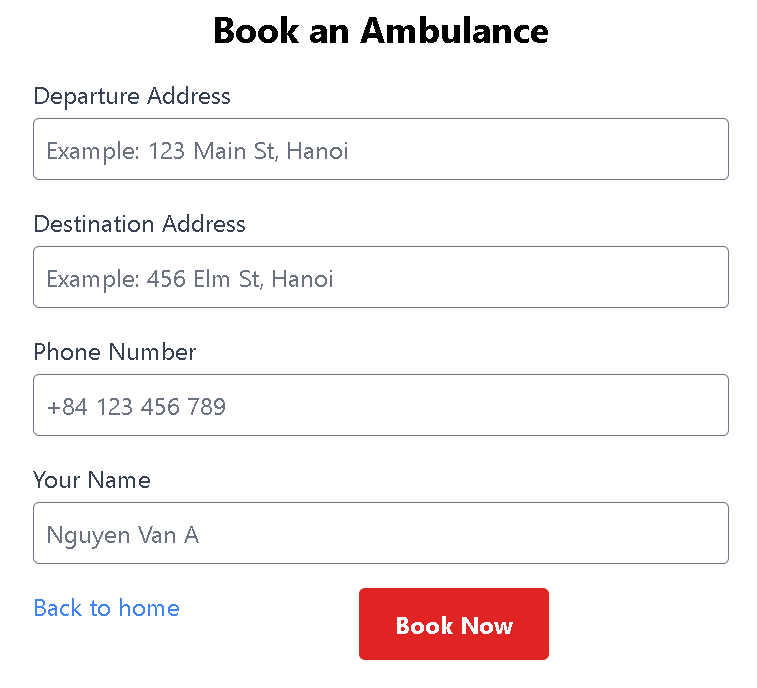 Book an Ambulance
Departure Address
Example: 123 Main St, Hanoi
Destination Address
Example: 456 Elm St, Hanoi
Phone Number
+84 123 456 789
Your Name
Nguyen Van A
Back to home
Book Now